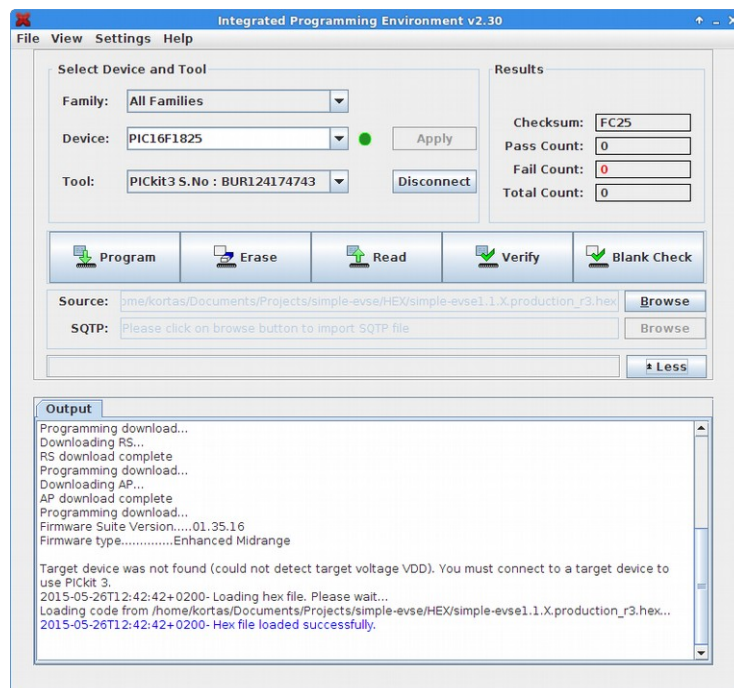 Integrated Programming Environment v2.30
File View Settings Help
Select Device and Tool
Family: All Families
Device: PIC16F1825 Apply
Tool: PICkit3 S.No : BUR124174743 Disconnect
Results
Checksum: FC25
Pass Count: 0
Fail Count: 0
Total Count: 0
Program Erase Read Verify Blank Check
Source: ome/kortas/Documents/Projects/simple-evse/HEX/simple-evse1.1.X.production_r3.hex Browse
SQTP: Please click on browse button to import SQTP file Browse
Less
Output
Programming download...
Downloading RS...
RS download complete
Programming download...
Downloading AP...
AP download complete
Programming download...
Firmware Suite Version.....01.35.16
Firmware type..............Enhanced Midrange
Target device was not found (could not detect target voltage VDD). You must connect to a target device to
use PICkit 3.
2015-05-26T12:42:42+0200- Loading hex file. Please wait...
Loading code from /home/kortas/Documents/Projects/simple-evse/HEX/simple-evse1.1.X.production_r3.hex...
2015-05-26T12:42:42+0200- Hex file loaded successfully.